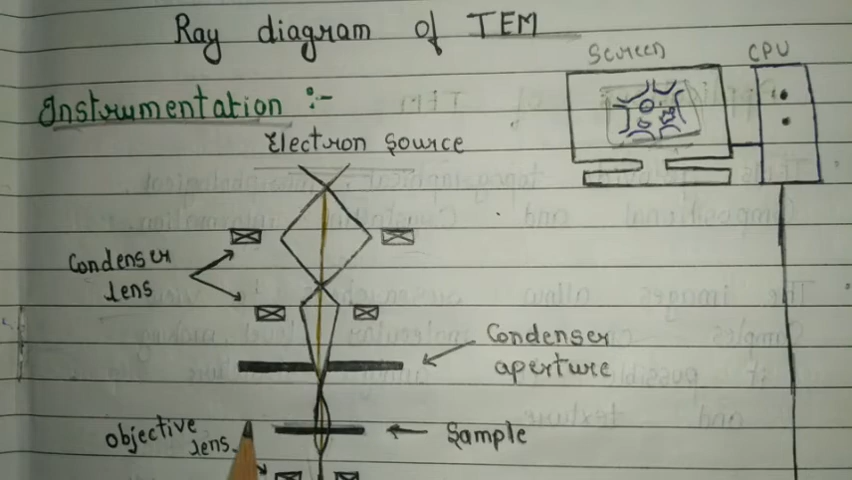 Ray diagram of TEM
Screen
CPU
Instrumentation :-
Electron Source
Condenser
lens
Condenser
aperture
Objective
lens
Sample